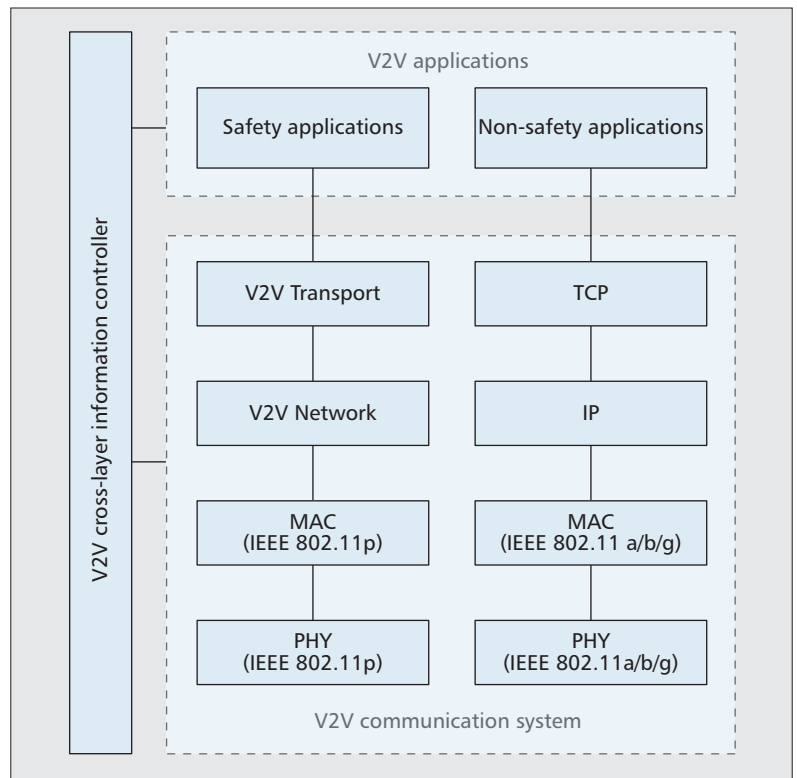 V2V cross-layer information controller
V2V applications
Safety applications
Non-safety applications
V2V Transport
TCP
V2V Network
IP
MAC
(IEEE 802.11p)
MAC
(IEEE 802.11 a/b/g)
PHY
(IEEE 802.11p)
PHY
(IEEE 802.11a/b/g)
V2V communication system